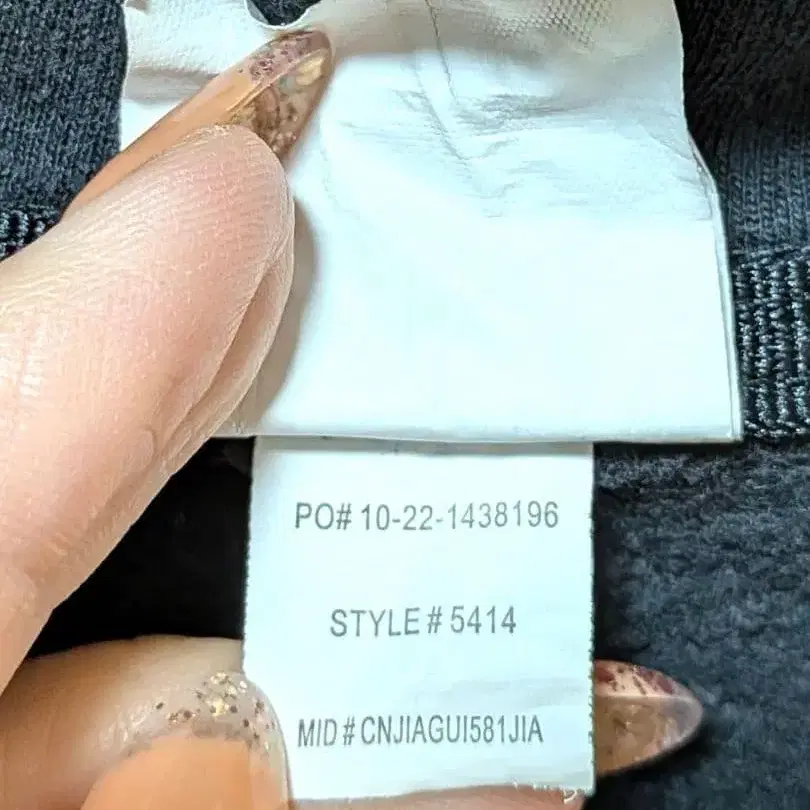 PO# 10-22-1438196
STYLE # 5414
MID # CNJIAGUI581JIA